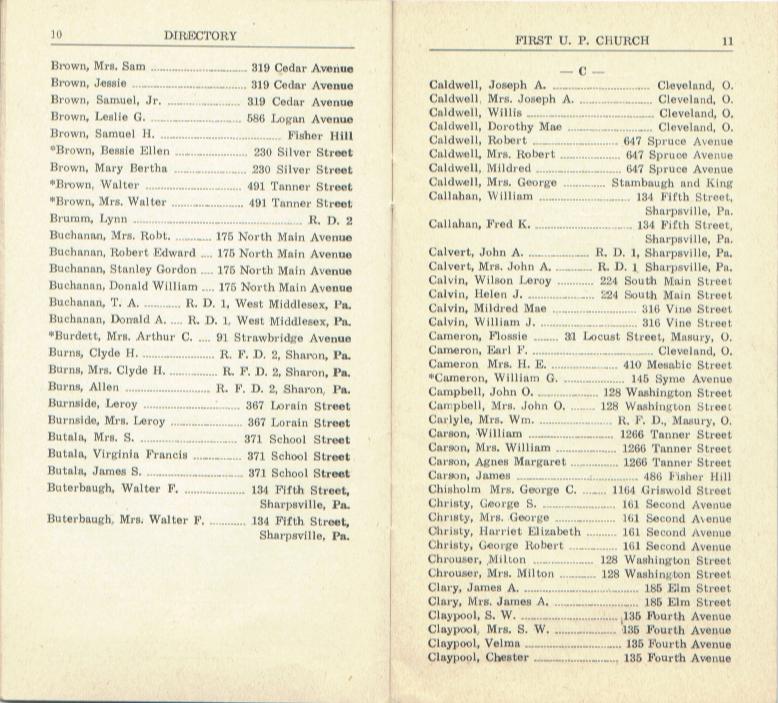 10 DIRECTORY
Brown, Mrs. Sam ........ 319 Cedar Avenue
Brown, Jessie ........ 319 Cedar Avenue
Brown, Samuel, Jr. ........ 319 Cedar Avenue
Brown, Leslie G. ........ 586 Logan Avenue
Brown, Samuel H. ........ Fisher Hill
*Brown, Bessie Ellen ........ 230 Silver Street
Brown, Mary Bertha ........ 230 Silver Street
*Brown, Walter ........ 491 Tanner Street
*Brown, Mrs. Walter ........ 491 Tanner Street
Brumm, Lynn ........ R. D. 2
Buchanan, Mrs. Robt. ........ 175 North Main Avenue
Buchanan, Robert Edward .... 175 North Main Avenue
Buchanan, Stanley Gordon .... 175 North Main Avenue
Buchanan, Donald William .... 175 North Main Avenue
Buchanan, T. A. ........ R. D. 1, West Middlesex, Pa.
Buchanan, Donald A. .... R. D. 1, West Middlesex, Pa.
*Burdett, Mrs. Arthur C. .... 91 Strawbridge Avenue
Burns, Clyde H. ........ R. F. D. 2, Sharon, Pa.
Burns, Mrs. Clyde H. ........ R. F. D. 2, Sharon, Pa.
Burns, Allen ........ R. F. D. 2, Sharon, Pa.
Burnside, Leroy ........ 367 Lorain Street
Burnside, Mrs. Leroy ........ 367 Lorain Street
Butala, Mrs. S. ........ 371 School Street
Butala, Virginia Francis ........ 371 School Street
Butala, James S. ........ 371 School Street
Buterbaugh, Walter F. ........ 134 Fifth Street,
Sharpsville, Pa.
Buterbaugh, Mrs. Walter F. ........ 134 Fifth Street,
Sharpsville, Pa.
FIRST U. P. CHURCH 11
— C —
Caldwell, Joseph A. ........ Cleveland, O.
Caldwell, Mrs. Joseph A. ........ Cleveland, O.
Caldwell, Willis ........ Cleveland, O.
Caldwell, Dorothy Mae ........ Cleveland, O.
Caldwell, Robert ........ 647 Spruce Avenue
Caldwell, Mrs. Robert ........ 647 Spruce Avenue
Caldwell, Mildred ........ 647 Spruce Avenue
Caldwell, Mrs. George ........ Stambaugh and King
Callahan, William ........ 134 Fifth Street,
Sharpsville, Pa.
Callahan, Fred K. ........ 134 Fifth Street,
Sharpsville, Pa.
Calvert, John A. ........ R. D. 1, Sharpsville, Pa.
Calvert, Mrs. John A. ........ R. D. 1, Sharpsville, Pa.
Calvin, Wilson Leroy ........ 224 South Main Street
Calvin, Helen J. ........ 224 South Main Street
Calvin, Mildred Mae ........ 316 Vine Street
Calvin, William J. ........ 316 Vine Street
Cameron, Flossie ........ 31 Locust Street, Masury, O.
Cameron, Earl F. ........ Cleveland, O.
Cameron Mrs. H. E. ........ 410 Mesabic Street
*Cameron, William G. ........ 145 Syme Avenue
Campbell, John O. ........ 128 Washington Street
Campbell, Mrs. John O. ........ 128 Washington Street
Carlyle, Mrs. Wm. ........ R. F. D., Masury, O.
Carson, William ........ 1266 Tanner Street
Carson, Mrs. William ........ 1266 Tanner Street
Carson, Agnes Margaret ........ 1266 Tanner Street
Carson, James ........ 486 Fisher Hill
Chisholm Mrs. George C. ...... 1164 Griswold Street
Christy, George S. ........ 161 Second Avenue
Christy, Mrs. George ........ 161 Second Avenue
Christy, Harriet Elizabeth ........ 161 Second Avenue
Christy, George Robert ........ 161 Second Avenue
Chrouser, Milton ........ 128 Washington Street
Chrouser, Mrs. Milton ........ 128 Washington Street
Clary, James A. ........ 185 Elm Street
Clary, Mrs. James A. ........ 185 Elm Street
Claypool, S. W. ........ 135 Fourth Avenue
Claypool, Mrs. S. W. ........ 135 Fourth Avenue
Claypool, Velma ........ 135 Fourth Avenue
Claypool, Chester ........ 135 Fourth Avenue